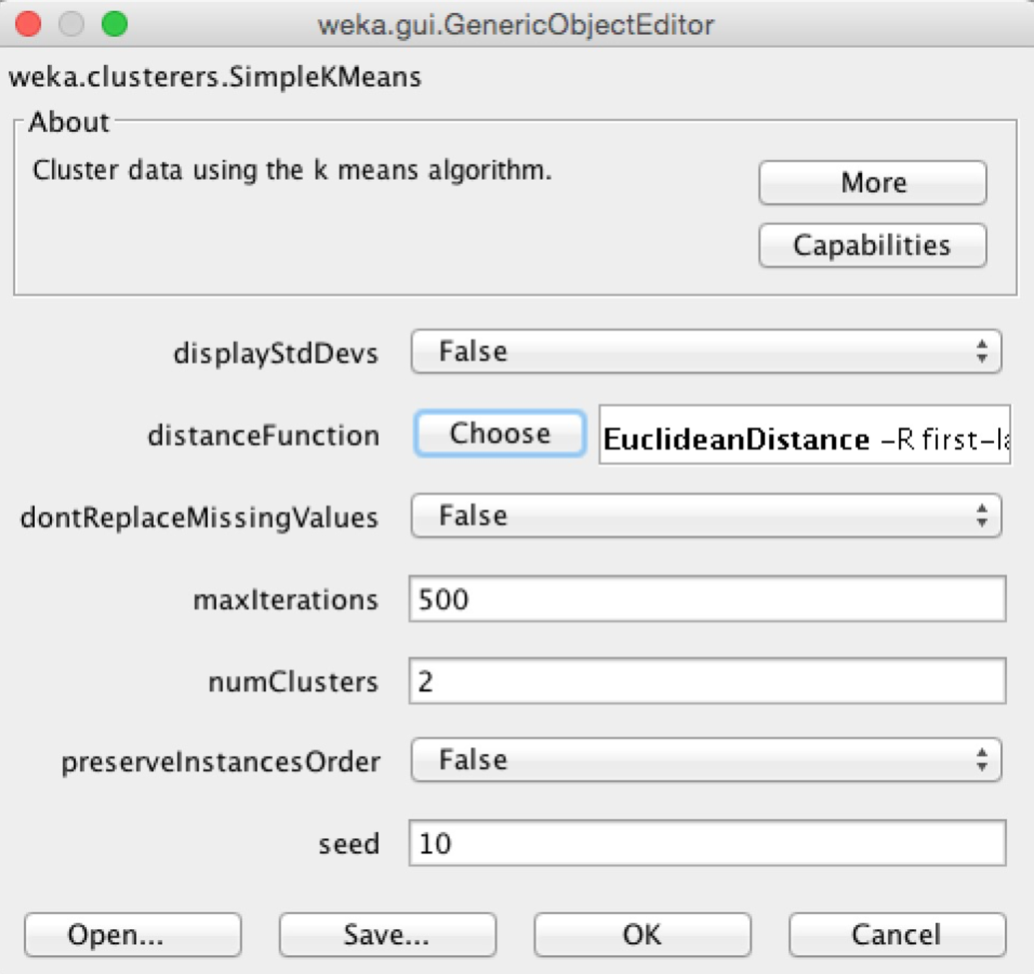 weka.gui.GenericObjectEditor
weka.clusterers.SimpleKMeans
About
Cluster data using the k means algorithm.
More
Capabilities
displayStdDevs False
distanceFunction Choose EuclideanDistance -R first-la
dontReplaceMissingValues False
maxIterations 500
numClusters 2
preserveInstancesOrder False
seed 10
Open... Save... OK Cancel